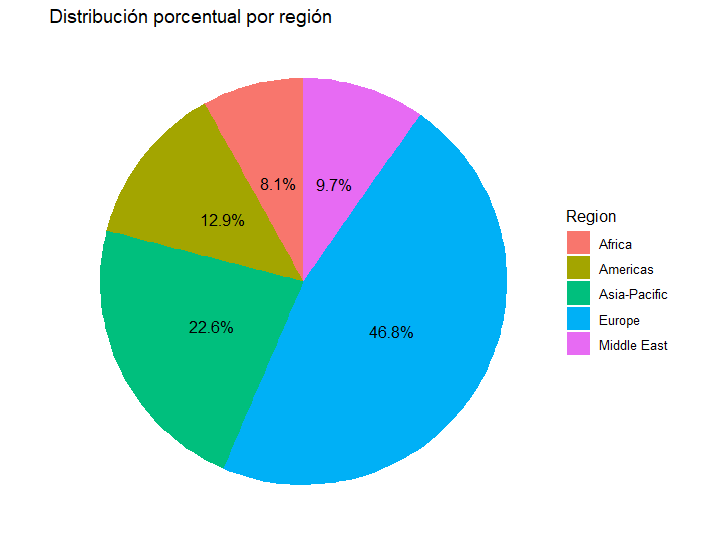 Distribución porcentual por región
8.1%
9.7%
12.9%
22.6%
46.8%
Region
Africa
Americas
Asia-Pacific
Europe
Middle East